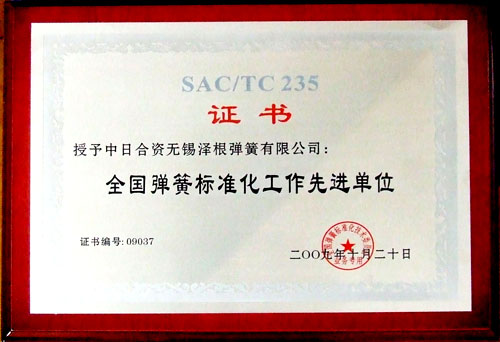 SAC/TC 235
证书
授予中日合资无锡泽根弹簧有限公司：
全国弹簧标准化工作先进单位
证书编号: 09037
二〇〇九年十月二十日